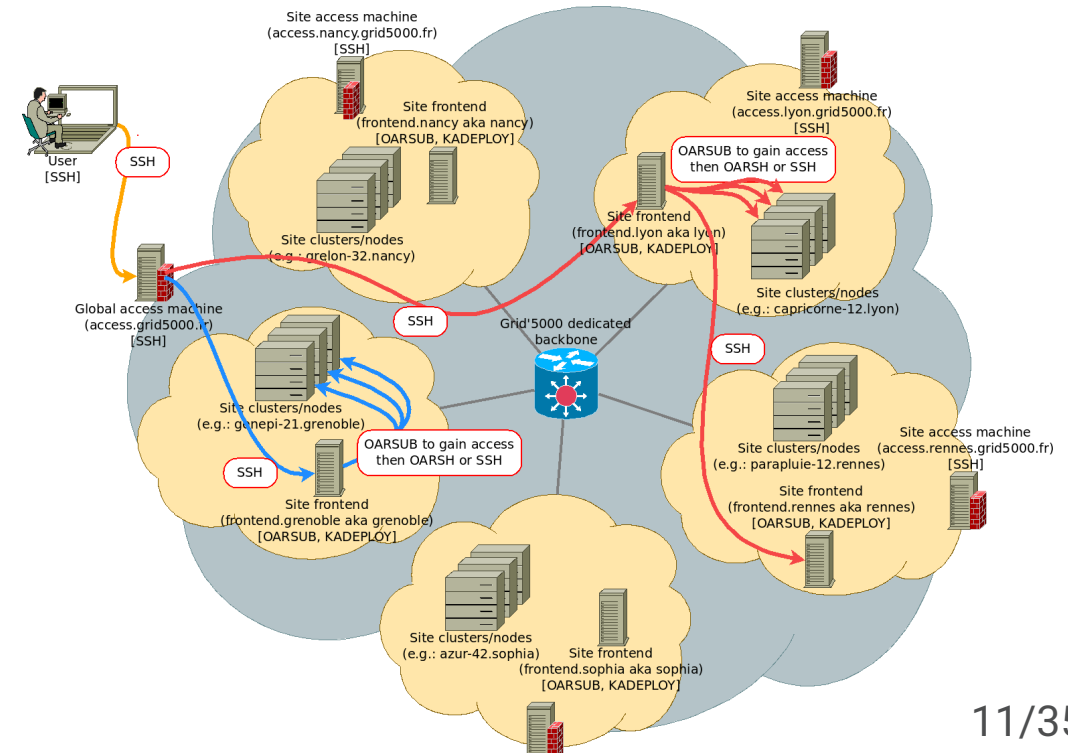 Site access machine
(access.nancy.grid5000.fr)
[SSH]
User
[SSH]
SSH
Site frontend
(frontend.nancy aka nancy)
[OARSUB, KADEPLOY]
Site clusters/nodes
(e.g.: grelon-32.nancy)
Site access machine
(access.lyon.grid5000.fr)
[SSH]
OARSUB to gain access
then OARSH or SSH
Site frontend
(frontend.lyon aka lyon)
[OARSUB, KADEPLOY]
Site clusters/nodes
(e.g.: capricorne-12.lyon)
Global access machine
(access.grid5000.fr)
[SSH]
SSH
Grid'5000 dedicated
backbone
SSH
Site clusters/nodes
(e.g.: genepi-21.grenoble)
OARSUB to gain access
then OARSH or SSH
SSH
Site frontend
(frontend.grenoble aka grenoble)
[OARSUB, KADEPLOY]
Site clusters/nodes
(e.g.: parapluie-12.rennes)
Site access machine
(access.rennes.grid5000.fr)
[SSH]
Site frontend
(frontend.rennes aka rennes)
[OARSUB, KADEPLOY]
Site clusters/nodes
(e.g.: azur-42.sophia)
Site frontend
(frontend.sophia aka sophia)
[OARSUB, KADEPLOY]
11/35